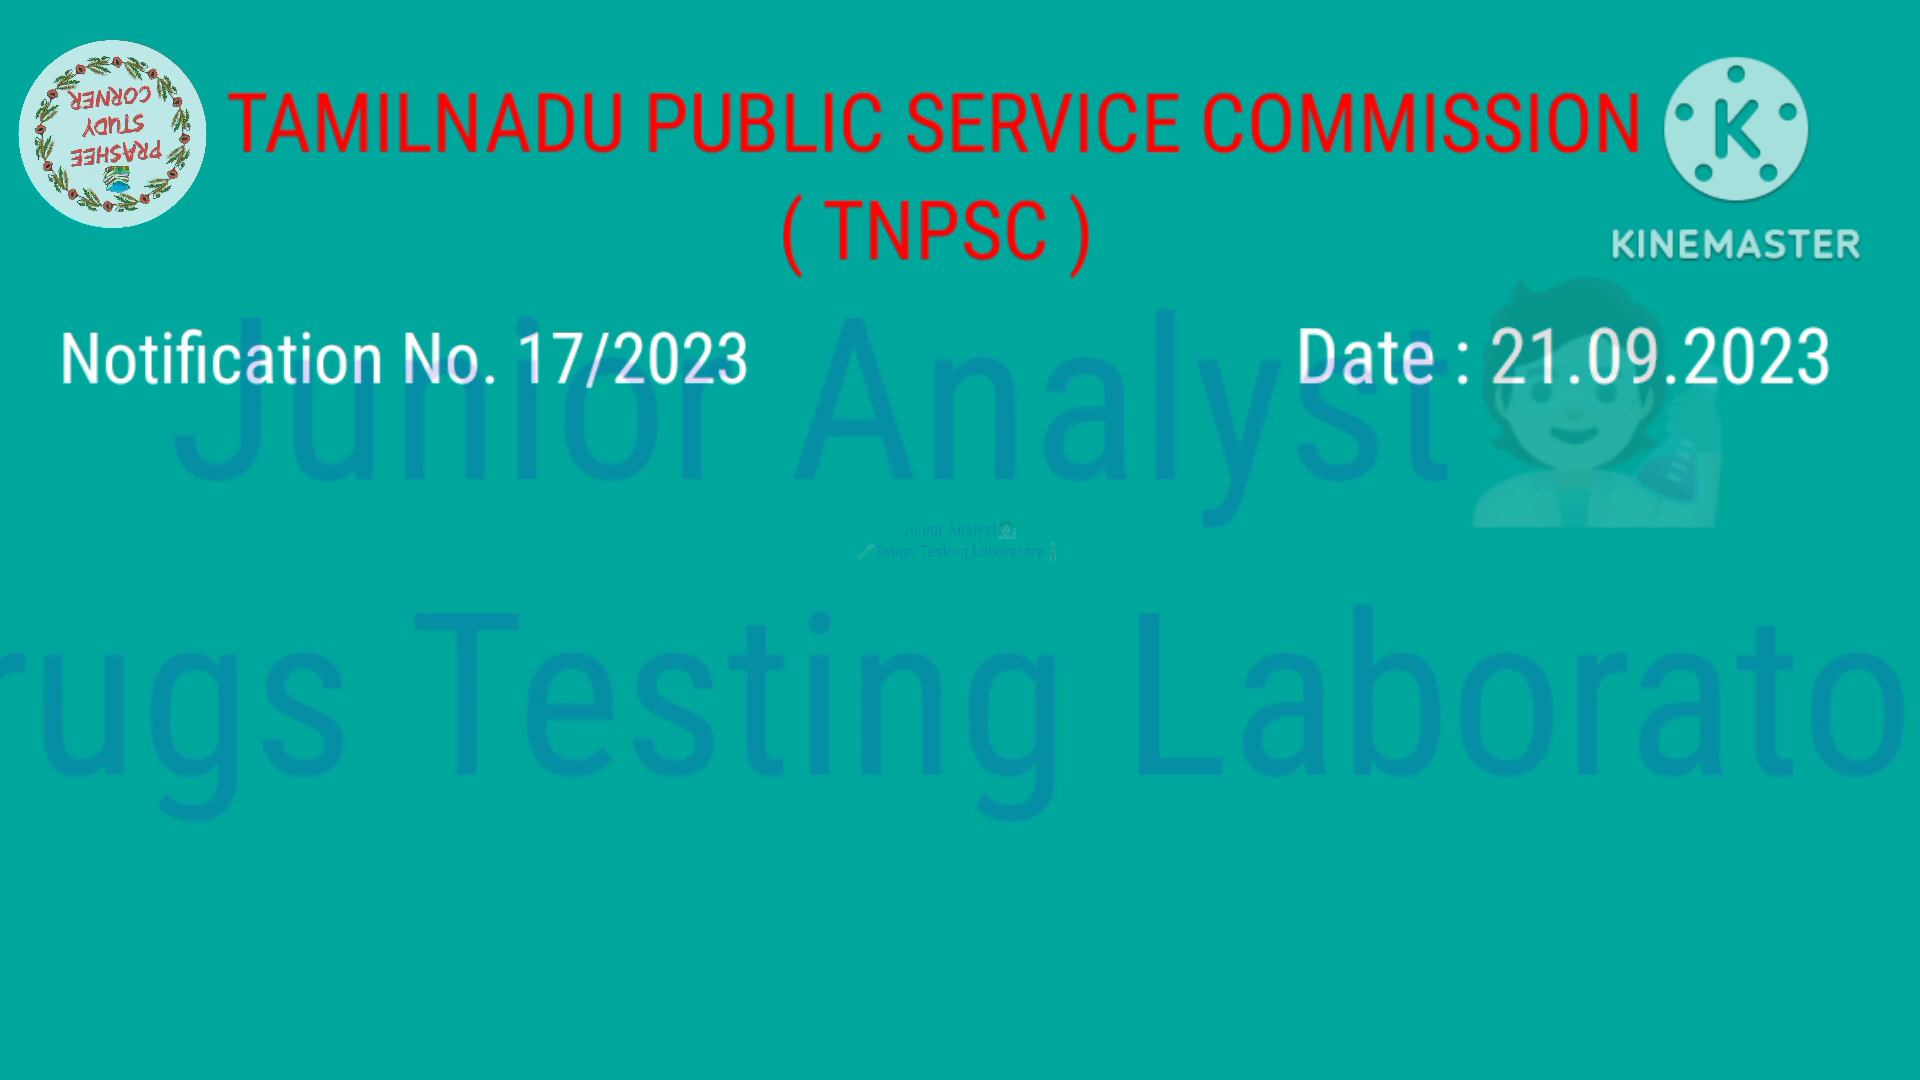 PRASHEE
STUDY
CORNER
TAMILNADU PUBLIC SERVICE COMMISSION
( TNPSC )
KINEMASTER
Notification No. 17/2023
Date : 21.09.2023
Junior Analyst
Junior Analyst
Drugs Testing Laboratory
rugs Testing Laborato